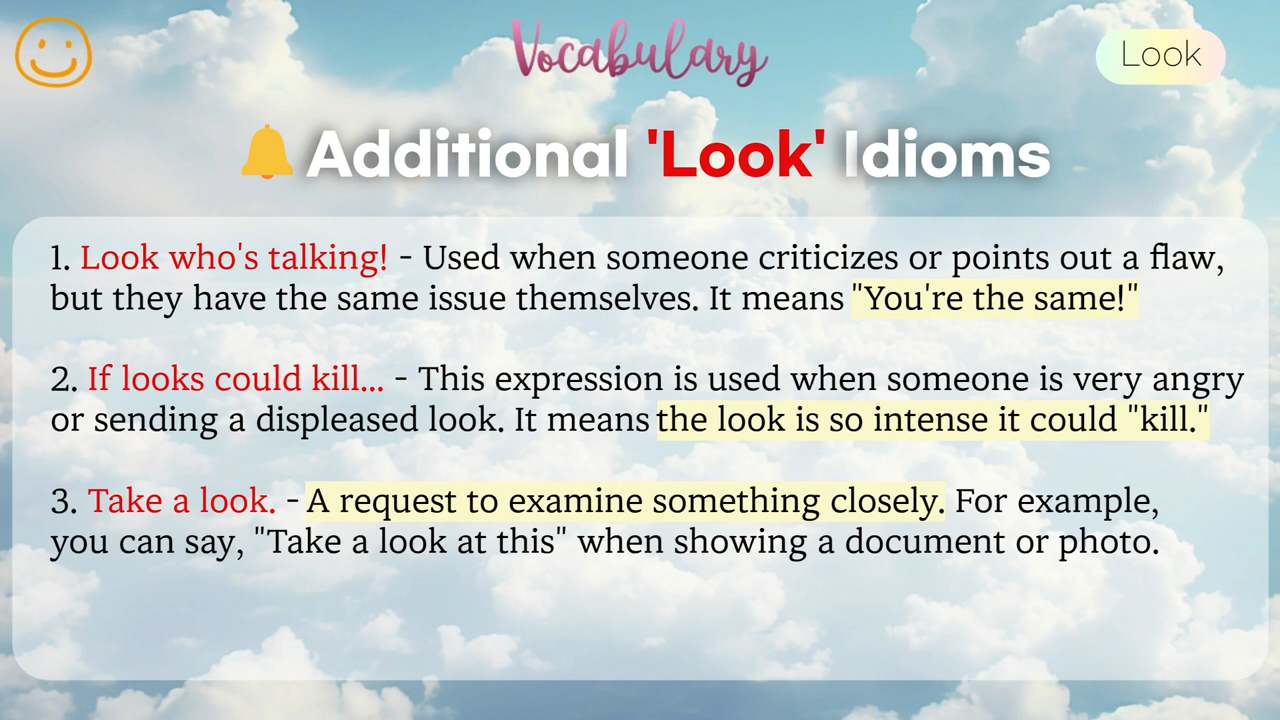 Vocabulary
Look
Additional 'Look' Idioms
1. Look who's talking! - Used when someone criticizes or points out a flaw,
but they have the same issue themselves. It means "You're the same!"
2. If looks could kill... - This expression is used when someone is very angry
or sending a displeased look. It means the look is so intense it could "kill."
3. Take a look. - A request to examine something closely. For example,
you can say, "Take a look at this" when showing a document or photo.